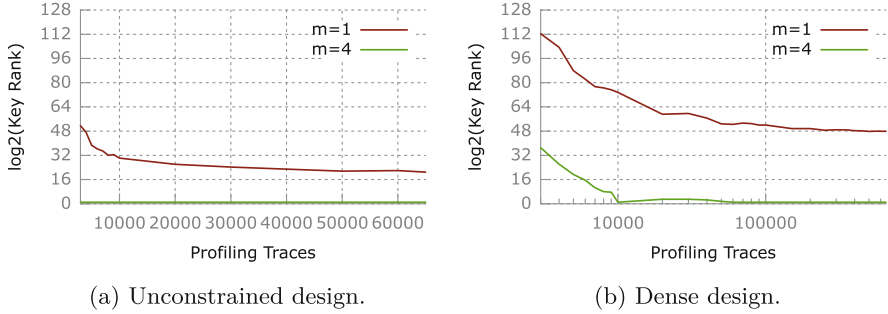 128
112
96
80
64
48
32
16
0
log2(Key Rank)
m=1
m=4
10000 20000 30000 40000 50000 60000
Profiling Traces
(a) Unconstrained design.
128
112
96
80
64
48
32
16
0
log2(Key Rank)
m=1
m=4
10000 100000
Profiling Traces
(b) Dense design.